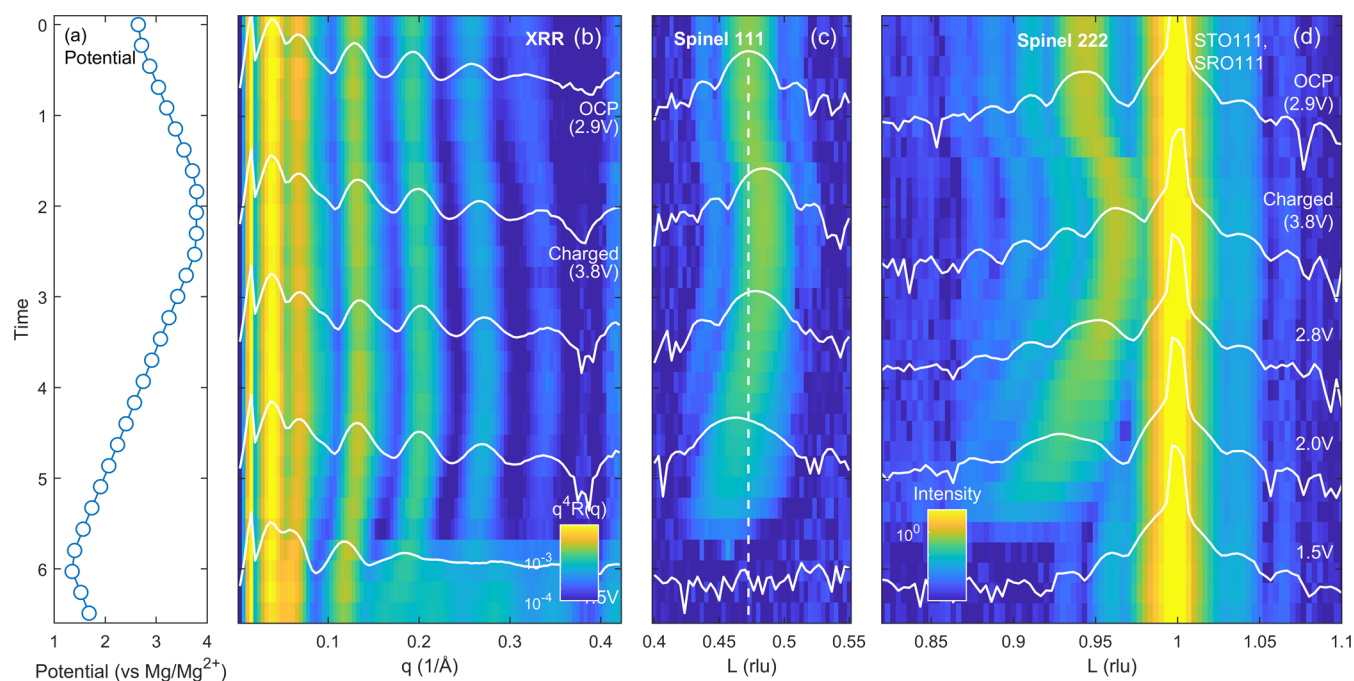 (a)
Potential
0
1
2
3
4
5
6
Time
1 2 3 4
Potential (vs Mg/Mg²⁺)
XRR (b)
OCP
(2.9V)
Charged
(3.8V)
q⁴R(q)
10⁻³
10⁻⁴
0.1 0.2 0.3 0.4
q (1/Å)
Spinel 111 (c)
0.4 0.45 0.5 0.55
L (rlu)
Spinel 222
STO111,
SRO111
(d)
OCP
(2.9V)
Charged
(3.8V)
2.8V
2.0V
1.5V
Intensity
10⁰
0.85 0.9 0.95 1 1.05 1.1
L (rlu)